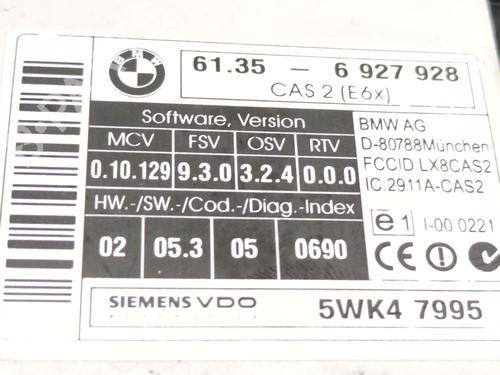 BMW
61.35 - 6 927 928
CAS 2 (E6x)
Software, Version
MCV FSV OSV RTV
0.10.129 9.3.0 3.2.4 0.0.0
HW.-/SW.-/Cod.-/Diag.-Index
02 05.3 05 0690
BMW AG
D-80788München
FCCID LX8CAS2
IC:2911A-CAS2
e1 I-00 0221
CE
SIEMENS VDO 5WK4 7995